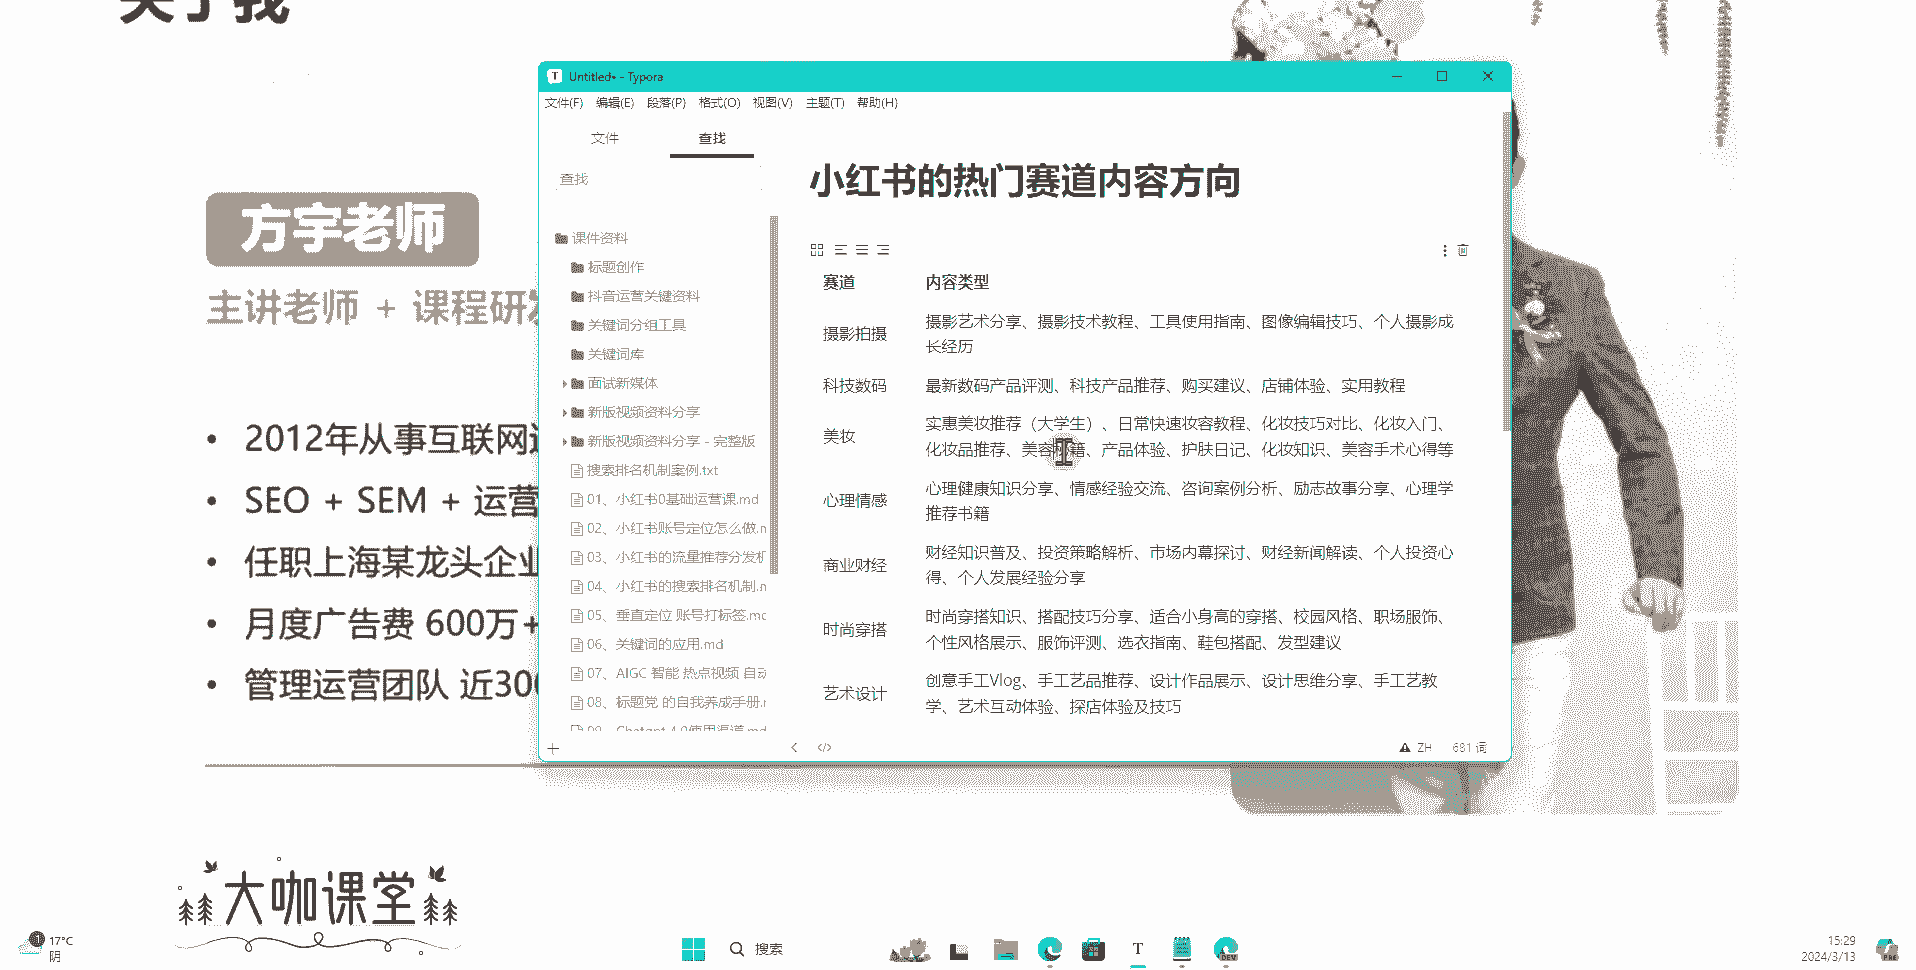 关于我
方宇老师
主讲老师 + 课程研发
2012年从事互联网
SEO + SEM + 运营
任职上海某龙头企业
月度广告费 600万+
管理运营团队 近300
大咖课堂
Untitled• - Typora
文件(F) 编辑(E) 段落(P) 格式(O) 视图(V) 主题(T) 帮助(H)
文件 查找
查找
课件资料
标题创作
抖音运营关键资料
关键词分组工具
关键词库
面试新媒体
新版视频资料分享
新版视频资料分享 - 完整版
搜索排名机制案例.txt
01、小红书0基础运营课.md
02、小红书账号定位怎么做.m
03、小红书的流量推荐分发机
04、小红书的搜索排名机制.m
05、垂直定位 账号打标签.md
06、关键词的应用.md
07、AIGC 智能 热点视频 自动
08、标题党 的自我养成手册.m
09、Chatgpt 4.0使用渠道.md
小红书的热门赛道内容方向
赛道 内容类型
摄影拍摄 摄影艺术分享、摄影技术教程、工具使用指南、图像编辑技巧、个人摄影成
长经历
科技数码 最新数码产品评测、科技产品推荐、购买建议、店铺体验、实用教程
美妆 实惠美妆推荐（大学生）、日常快速妆容教程、化妆技巧对比、化妆入门、
化妆品推荐、美容书籍、产品体验、护肤日记、化妆知识、美容手术心得等
心理情感 心理健康知识分享、情感经验交流、咨询案例分析、励志故事分享、心理学
推荐书籍
商业财经 财经知识普及、投资策略解析、市场内幕探讨、财经新闻解读、个人投资心
得、个人发展经验分享
时尚穿搭 时尚穿搭知识、搭配技巧分享、适合小身高的穿搭、校园风格、职场服饰、
个性风格展示、服饰评测、选衣指南、鞋包搭配、发型建议
艺术设计 创意手工Vlog、手工艺品推荐、设计作品展示、设计思维分享、手工艺教
学、艺术互动体验、探店体验及技巧
ZH 681 词
1 17°C
阴
搜索
DEV
15:29
2024/3/13
PRE